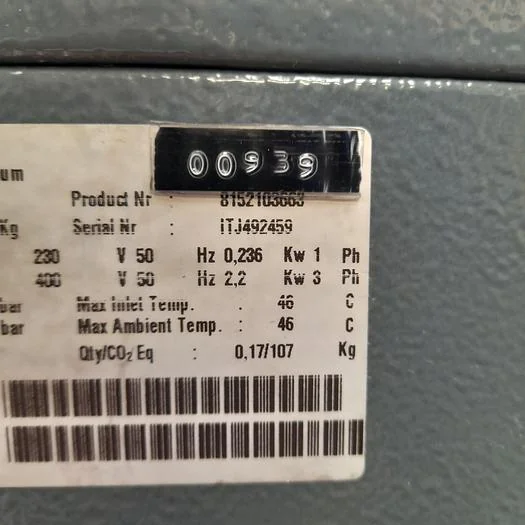 00939
um
Product Nr : 8152103663
Kg Serial Nr : ITJ492459
230 V 50 Hz 0,236 Kw 1 Ph
400 V 50 Hz 2,2 Kw 3 Ph
bar Max Inlet Temp. : 46 C
bar Max Ambient Temp. : 46 C
Qty/CO₂ Eq : 0,17/107 Kg